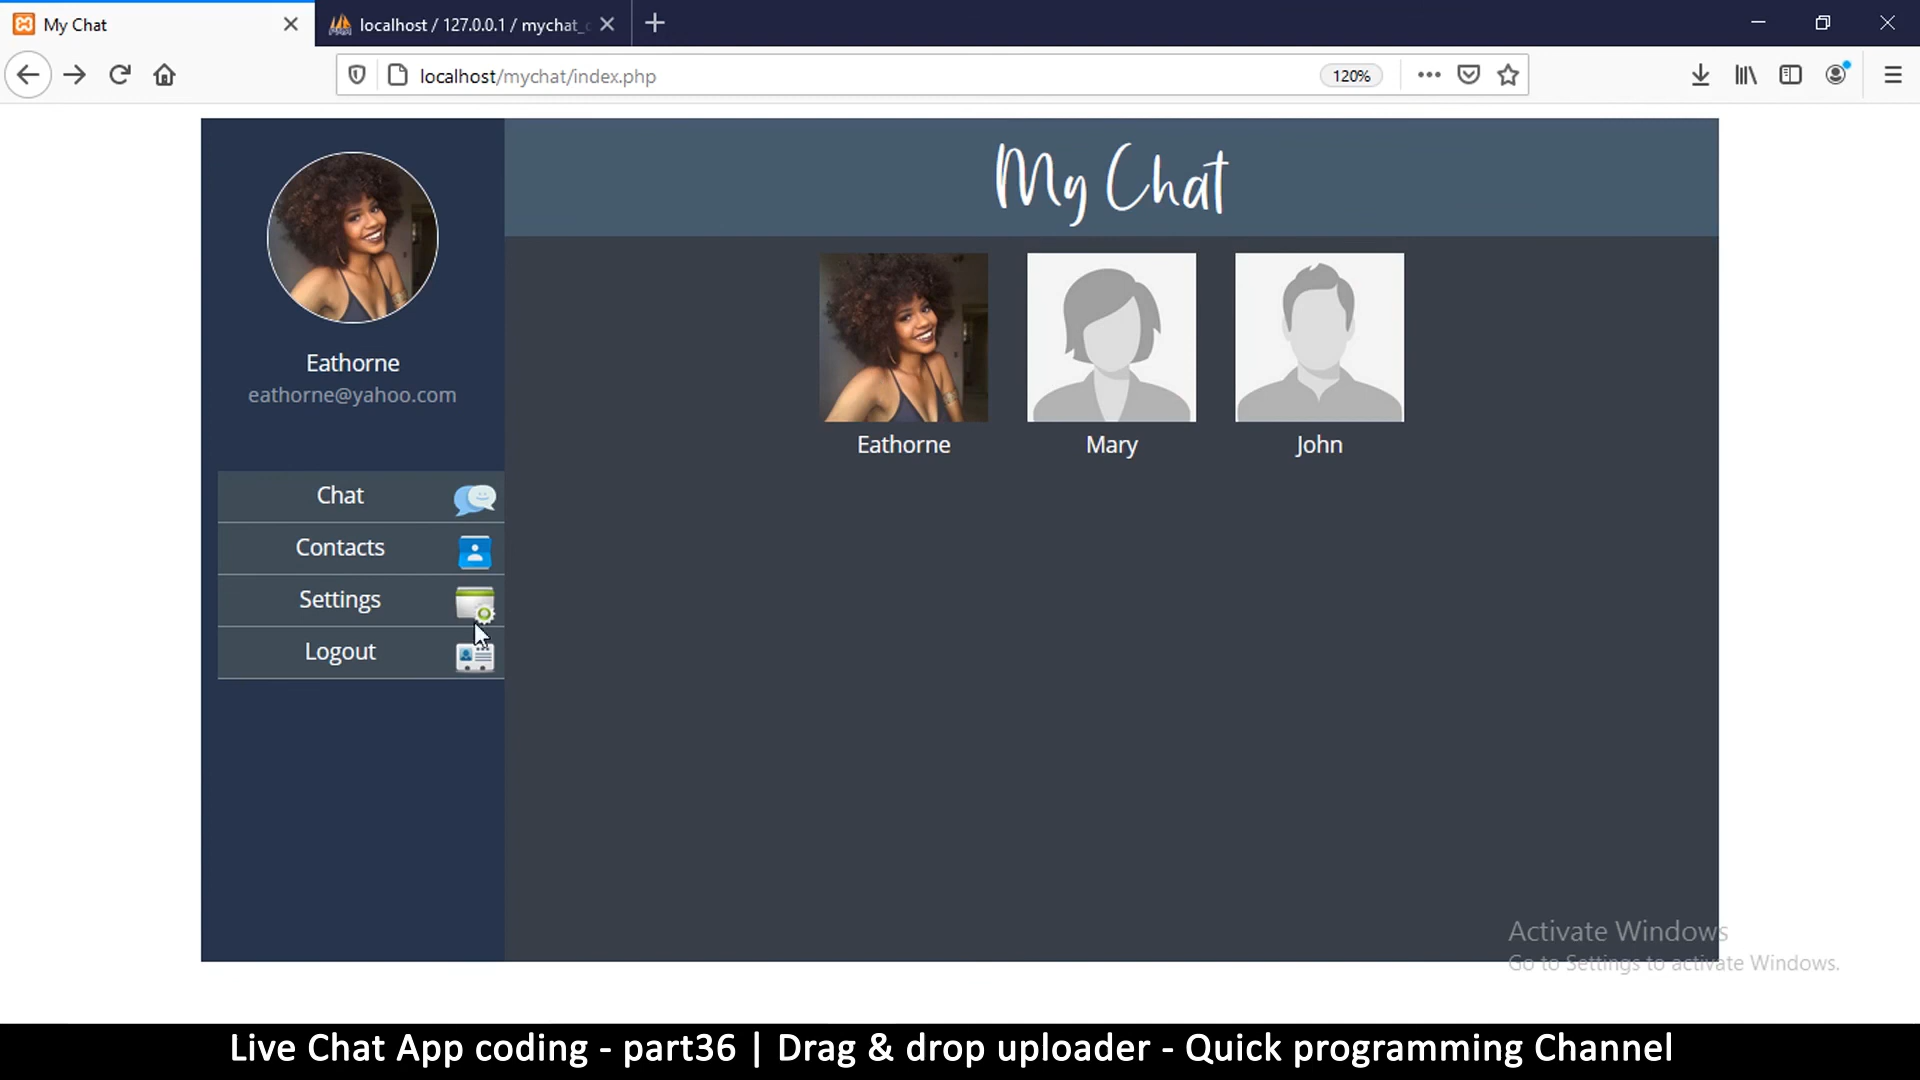 My Chat
localhost / 127.0.0.1 / mychat_
localhost/mychat/index.php
120%
My Chat
Eathorne
eathorne@yahoo.com
Eathorne
Mary
John
Chat
Contacts
Settings
Logout
Activate Windows
Go to Settings to activate Windows.
Live Chat App coding - part36 | Drag & drop uploader - Quick programming Channel